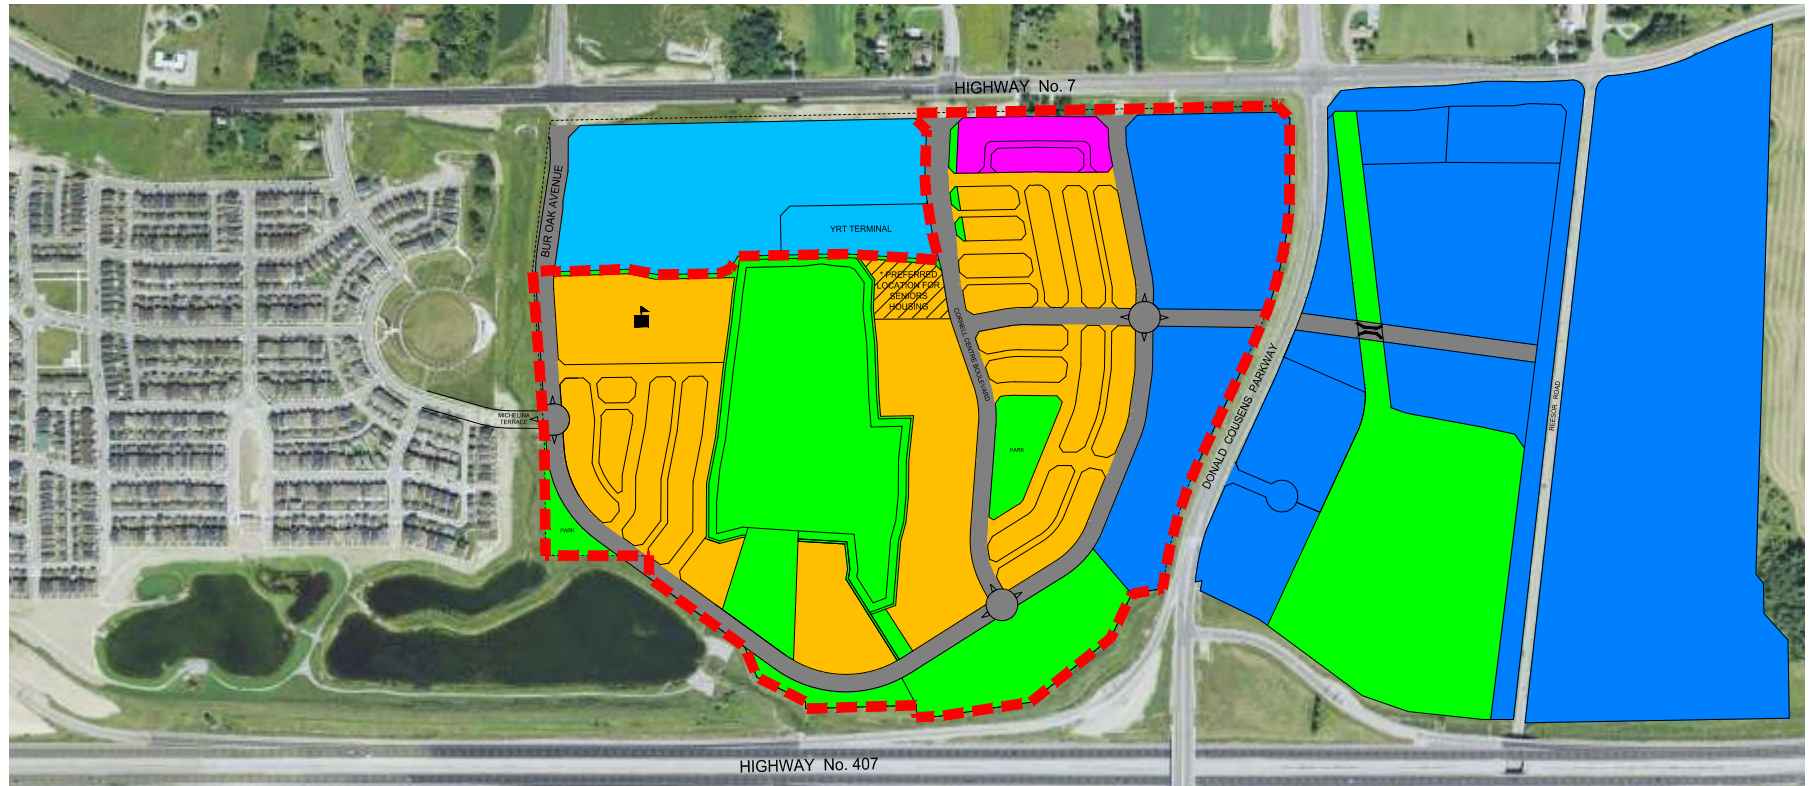 HIGHWAY No. 7
BUR OAK AVENUE
YRT TERMINAL
* PREFERRED
LOCATION FOR
SENIORS
HOUSING
CORNELL CENTRE BOULEVARD
DONALD COUSENS PARKWAY
REESOR ROAD
MICHELINA
TERRACE
PARK
PARK
HIGHWAY No. 407